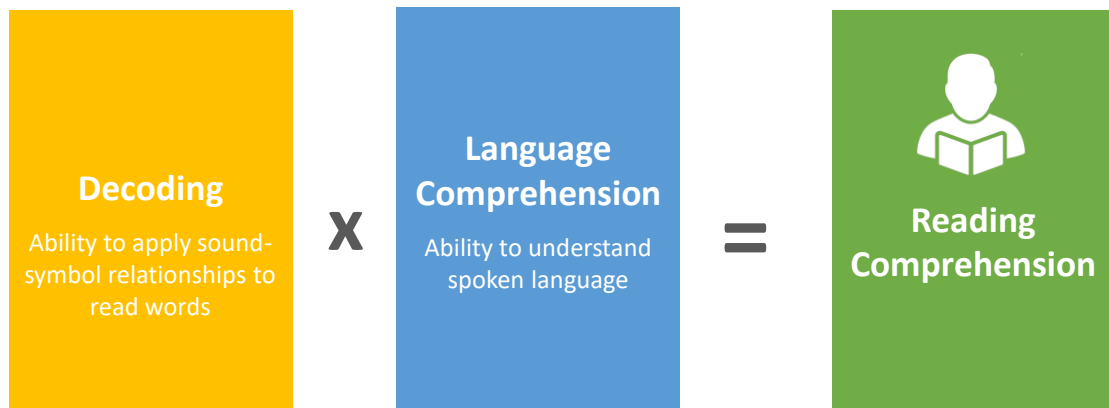 Decoding
Ability to apply sound-
symbol relationships to
read words
x
Language
Comprehension
Ability to understand
spoken language
=
Reading
Comprehension